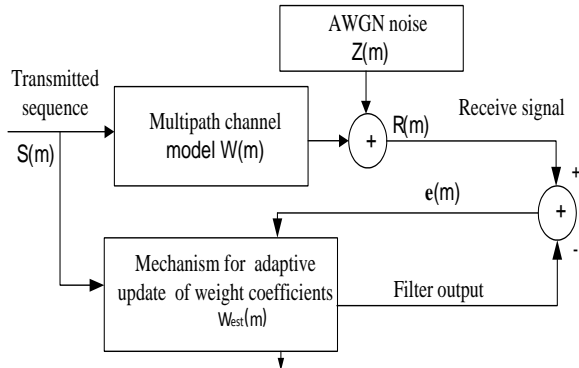 AWGN noise
Z(m)
Transmitted
sequence
S(m)
Multipath channel
model W(m)
+
R(m)
Receive signal
+
e(m)
+
-
Mechanism for adaptive
update of weight coefficients
West(m)
Filter output